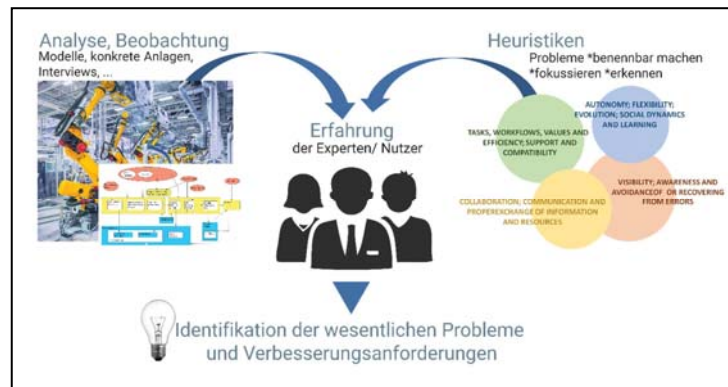 Analyse, Beobachtung
Modelle, konkrete Anlagen,
Interviews, ...
Heuristiken
Probleme *benennbar machen
*fokussieren *erkennen
Erfahrung
der Experten/ Nutzer
AUTONOMY; FLEXIBILITY;
EVOLUTION; SOCIAL DYNAMICS
AND LEARNING
TASKS, WORKFLOWS, VALUES AND
EFFICIENCY; SUPPORT AND
COMPATIBILITY
VISIBILITY; AWARENESS AND
AVOIDANCEOF OR RECOVERING
FROM ERRORS
COLLABORATION; COMMUNICATION AND
PROPEREXCHANGE OF INFORMATION
AND RESOURCES
Identifikation der wesentlichen Probleme
und Verbesserungsanforderungen